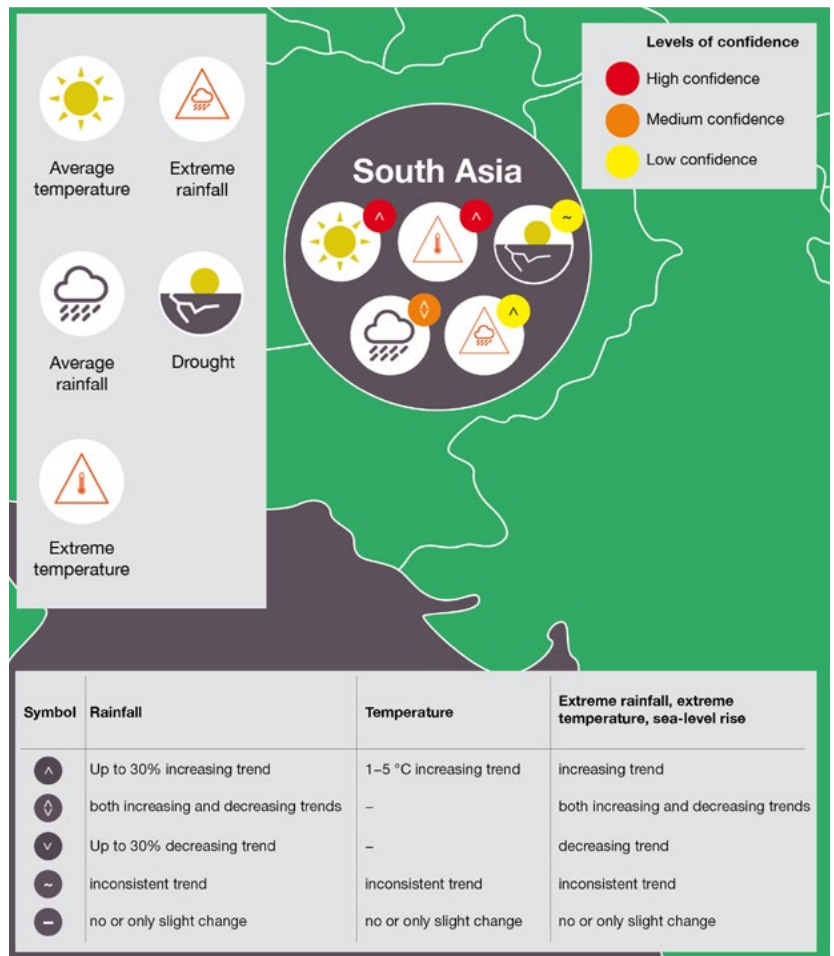 Average
temperature
Extreme
rainfall
Average
rainfall
Drought
Extreme
temperature
Levels of confidence
High confidence
Medium confidence
Low confidence
South Asia
^
^
~
^
Symbol Rainfall Temperature Extreme rainfall, extreme
temperature, sea-level rise
^ Up to 30% increasing trend 1–5 °C increasing trend increasing trend
both increasing and decreasing trends – both increasing and decreasing trends
v Up to 30% decreasing trend – decreasing trend
~ inconsistent trend inconsistent trend inconsistent trend
– no or only slight change no or only slight change no or only slight change